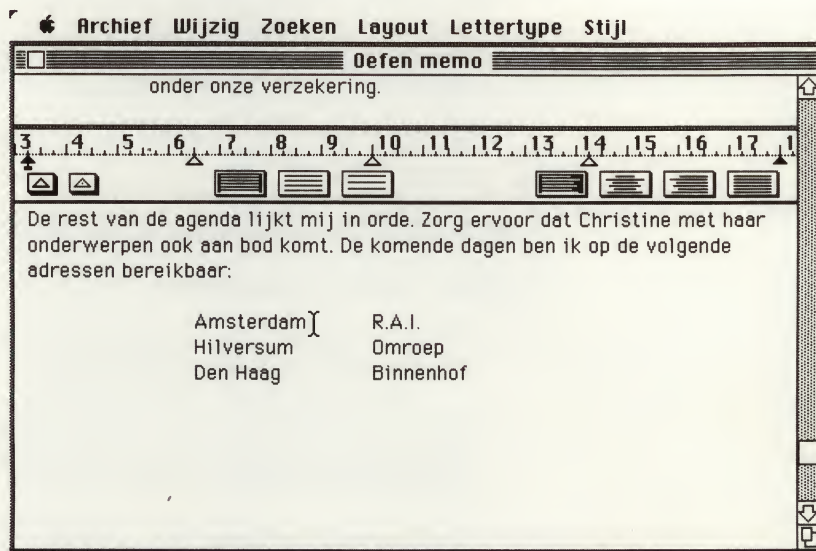 Archief Wijzig Zoeken Layout Lettertype Stijl
Oefen memo
onder onze verzekering.
3 4 5 6 7 8 9 10 11 12 13 14 15 16 17 1
De rest van de agenda lijkt mij in orde. Zorg ervoor dat Christine met haar
onderwerpen ook aan bod komt. De komende dagen ben ik op de volgende
adressen bereikbaar:
Amsterdam R.A.I.
Hilversum Omroep
Den Haag Binnenhof